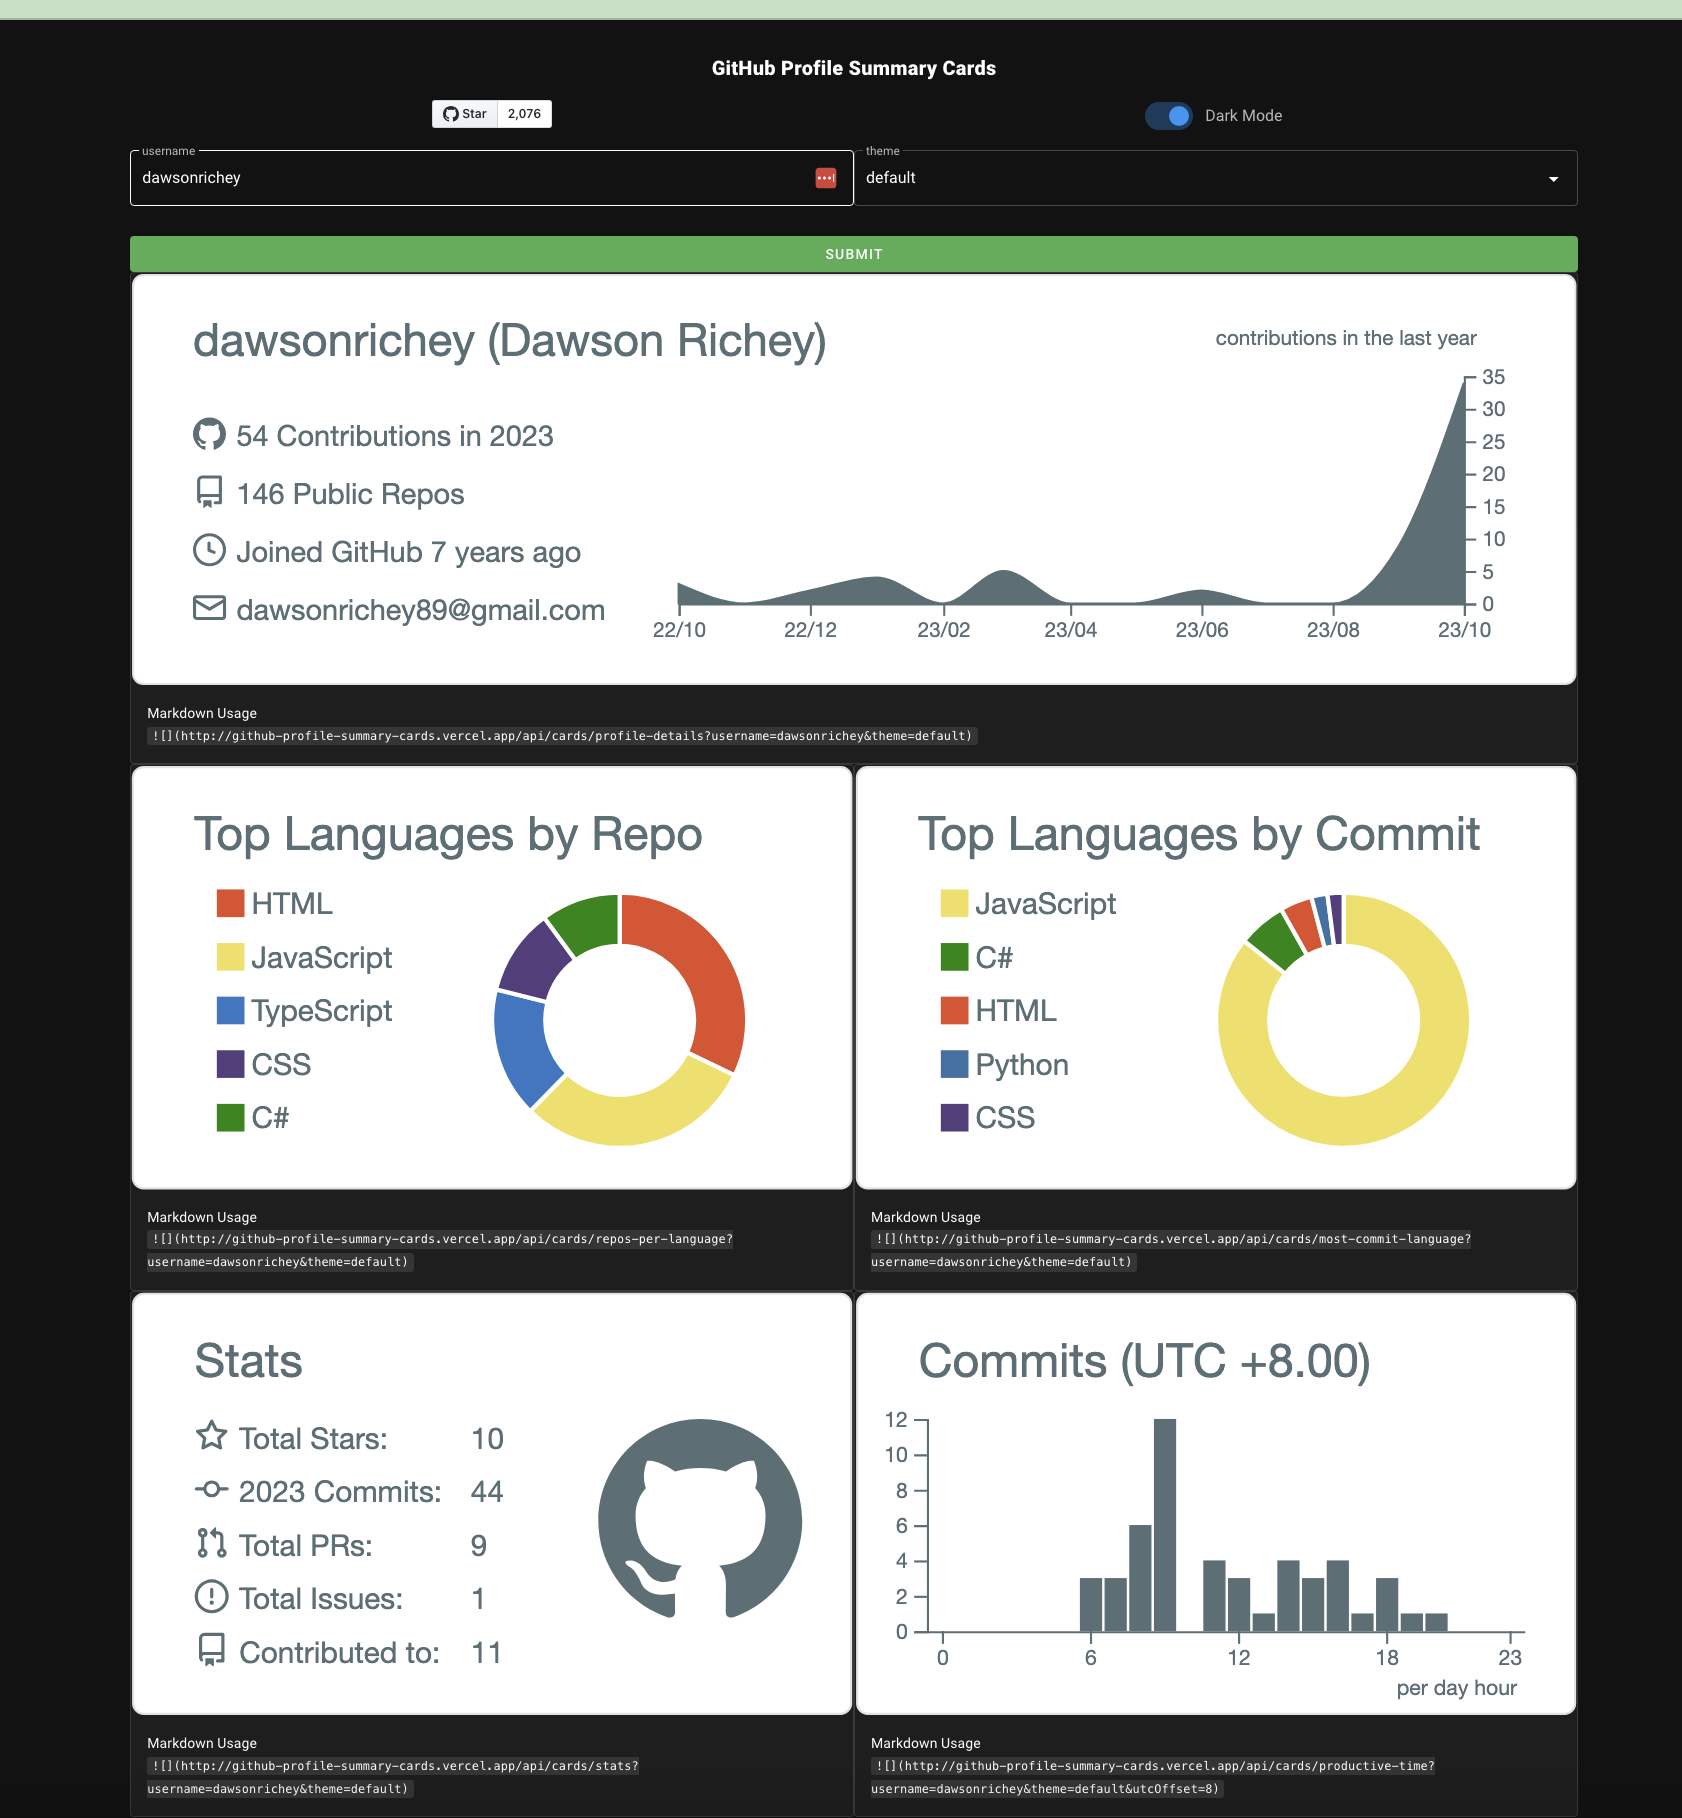 GitHub Profile Summary Cards
Star 2,076
Dark Mode
username
dawsonrichey
theme
default
SUBMIT
dawsonrichey (Dawson Richey)
54 Contributions in 2023
146 Public Repos
Joined GitHub 7 years ago
dawsonrichey89@gmail.com
contributions in the last year
35
30
25
20
15
10
5
0
22/10 22/12 23/02 23/04 23/06 23/08 23/10
Markdown Usage
![](http://github-profile-summary-cards.vercel.app/api/cards/profile-details?username=dawsonrichey&theme=default)
Top Languages by Repo
HTML
JavaScript
TypeScript
CSS
C#
Markdown Usage
![](http://github-profile-summary-cards.vercel.app/api/cards/repos-per-language?
username=dawsonrichey&theme=default)
Top Languages by Commit
JavaScript
C#
HTML
Python
CSS
Markdown Usage
![](http://github-profile-summary-cards.vercel.app/api/cards/most-commit-language?
username=dawsonrichey&theme=default)
Stats
Total Stars: 10
2023 Commits: 44
Total PRs: 9
Total Issues: 1
Contributed to: 11
Markdown Usage
![](http://github-profile-summary-cards.vercel.app/api/cards/stats?
username=dawsonrichey&theme=default)
Commits (UTC +8.00)
12
10
8
6
4
2
0
0 6 12 18 23
per day hour
Markdown Usage
![](http://github-profile-summary-cards.vercel.app/api/cards/productive-time?
username=dawsonrichey&theme=default&utcOffset=8)